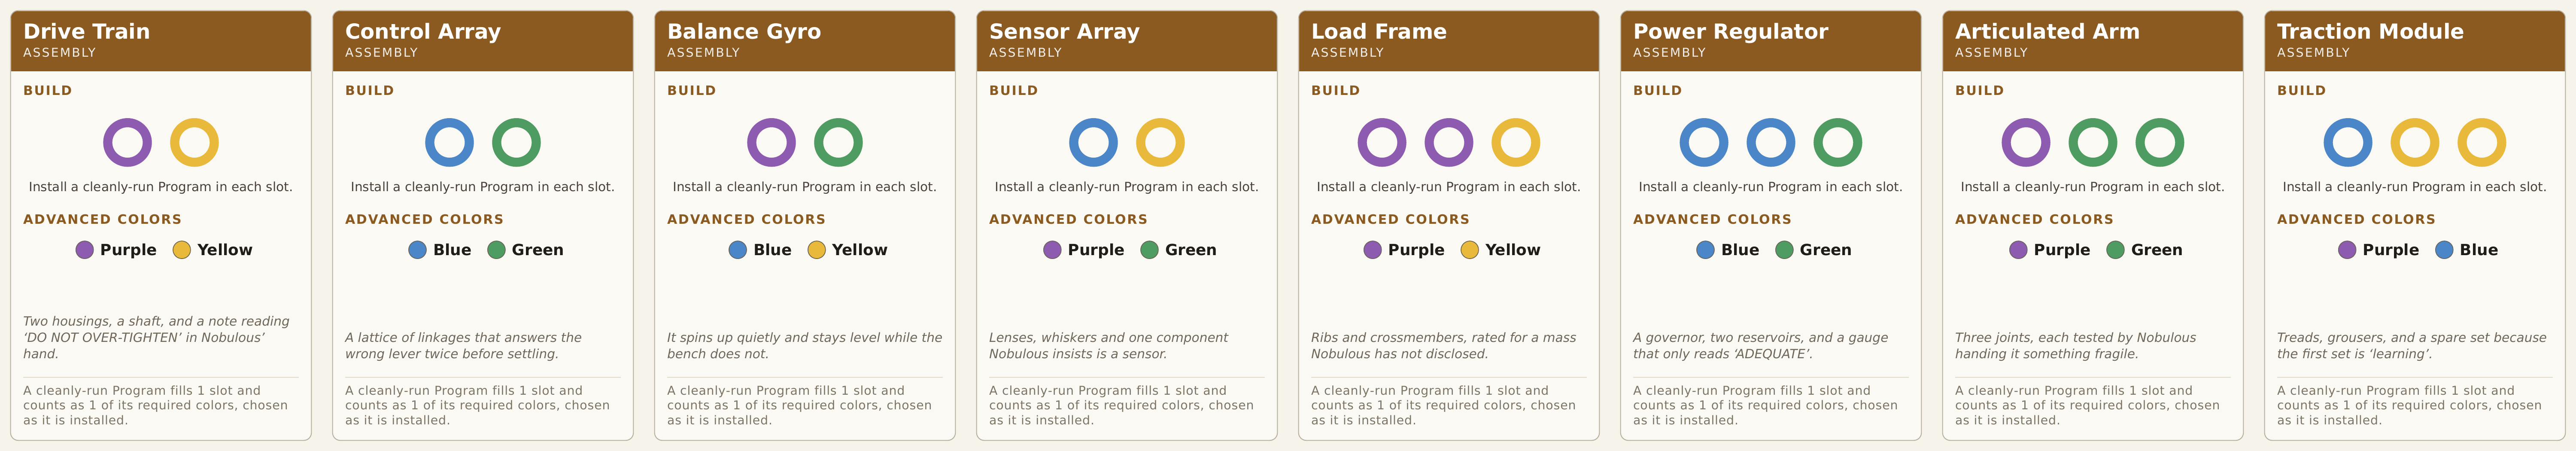 Drive Train
ASSEMBLY
BUILD
Install a cleanly-run Program in each slot.
ADVANCED COLORS
Purple Yellow
Two housings, a shaft, and a note reading
‘DO NOT OVER-TIGHTEN’ in Nobulous’
hand.
A cleanly-run Program fills 1 slot and
counts as 1 of its required colors, chosen
as it is installed.
Control Array
ASSEMBLY
BUILD
Install a cleanly-run Program in each slot.
ADVANCED COLORS
Blue Green
A lattice of linkages that answers the
wrong lever twice before settling.
A cleanly-run Program fills 1 slot and
counts as 1 of its required colors, chosen
as it is installed.
Balance Gyro
ASSEMBLY
BUILD
Install a cleanly-run Program in each slot.
ADVANCED COLORS
Blue Yellow
It spins up quietly and stays level while the
bench does not.
A cleanly-run Program fills 1 slot and
counts as 1 of its required colors, chosen
as it is installed.
Sensor Array
ASSEMBLY
BUILD
Install a cleanly-run Program in each slot.
ADVANCED COLORS
Purple Green
Lenses, whiskers and one component
Nobulous insists is a sensor.
A cleanly-run Program fills 1 slot and
counts as 1 of its required colors, chosen
as it is installed.
Load Frame
ASSEMBLY
BUILD
Install a cleanly-run Program in each slot.
ADVANCED COLORS
Purple Yellow
Ribs and crossmembers, rated for a mass
Nobulous has not disclosed.
A cleanly-run Program fills 1 slot and
counts as 1 of its required colors, chosen
as it is installed.
Power Regulator
ASSEMBLY
BUILD
Install a cleanly-run Program in each slot.
ADVANCED COLORS
Blue Green
A governor, two reservoirs, and a gauge
that only reads ‘ADEQUATE’.
A cleanly-run Program fills 1 slot and
counts as 1 of its required colors, chosen
as it is installed.
Articulated Arm
ASSEMBLY
BUILD
Install a cleanly-run Program in each slot.
ADVANCED COLORS
Purple Green
Three joints, each tested by Nobulous
handing it something fragile.
A cleanly-run Program fills 1 slot and
counts as 1 of its required colors, chosen
as it is installed.
Traction Module
ASSEMBLY
BUILD
Install a cleanly-run Program in each slot.
ADVANCED COLORS
Purple Blue
Treads, grousers, and a spare set because
the first set is ‘learning’.
A cleanly-run Program fills 1 slot and
counts as 1 of its required colors, chosen
as it is installed.